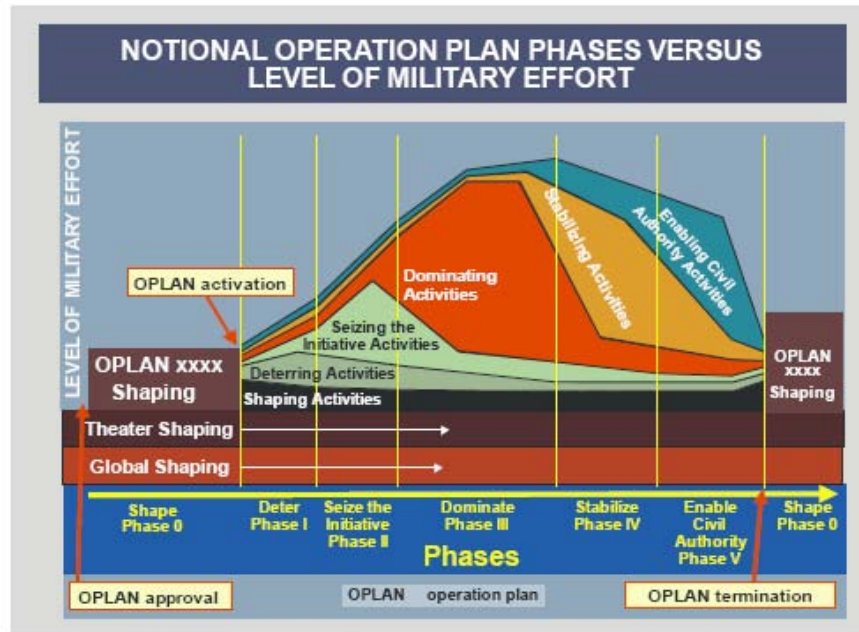 NOTIONAL OPERATION PLAN PHASES VERSUS
LEVEL OF MILITARY EFFORT
LEVEL OF MILITARY EFFORT
OPLAN activation
Enabling Civil
Authority Activities
Stabilizing Activities
Dominating
Activities
Seizing the
Initiative Activities
Deterring Activities
Shaping Activities
OPLAN xxxx
Shaping
OPLAN
xxxx
Shaping
Theater Shaping
Global Shaping
Shape
Phase 0
Deter
Phase I
Seize the
Initiative
Phase II
Dominate
Phase III
Stabilize
Phase IV
Enable
Civil
Authority
Phase V
Shape
Phase 0
Phases
OPLAN approval
OPLAN operation plan
OPLAN termination